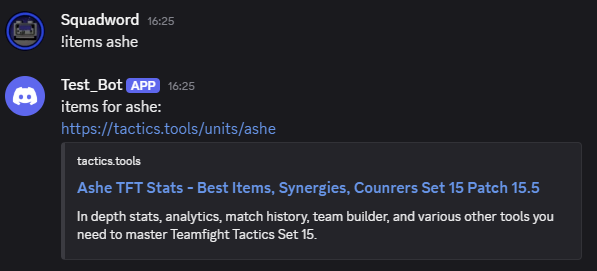 Squadword 16:25
!items ashe
Test_Bot APP 16:25
items for ashe:
https://tactics.tools/units/ashe
tactics.tools
Ashe TFT Stats - Best Items, Synergies, Counrers Set 15 Patch 15.5
In depth stats, analytics, match history, team builder, and various other tools you
need to master Teamfight Tactics Set 15.